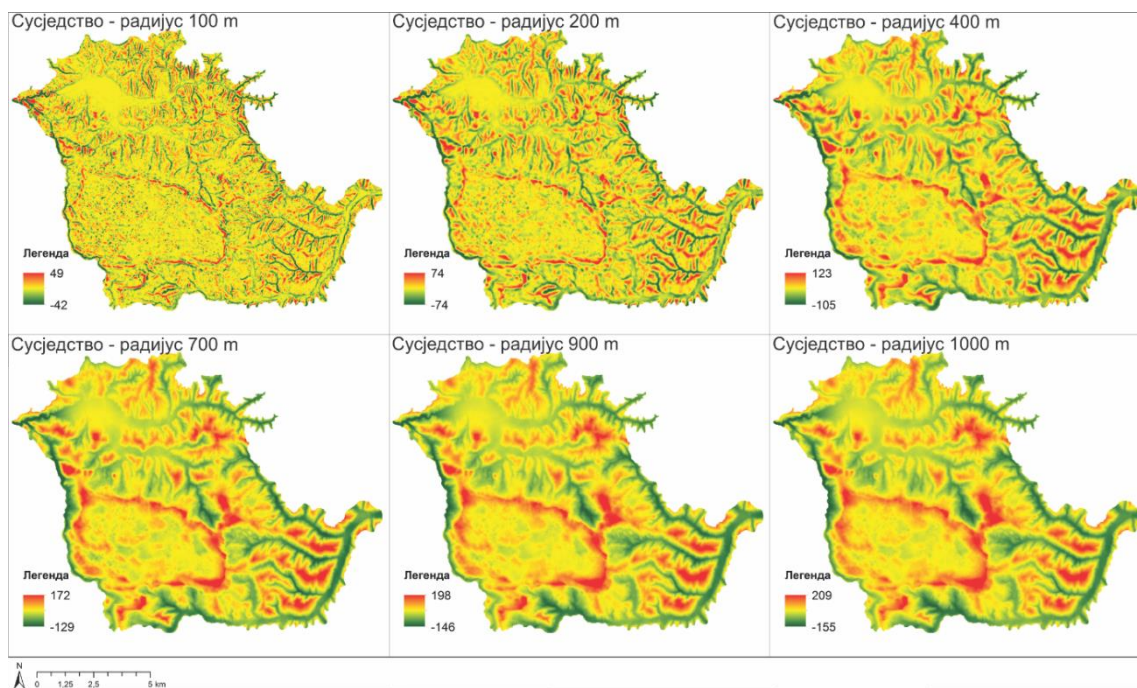 Сусједство - радијус 100 m
Легенда
49
-42
Сусједство - радијус 200 m
Легенда
74
-74
Сусједство - радијус 400 m
Легенда
123
-105
Сусједство - радијус 700 m
Легенда
172
-129
Сусједство - радијус 900 m
Легенда
198
-146
Сусједство - радијус 1000 m
Легенда
209
-155
N
0 1,25 2,5 5 km